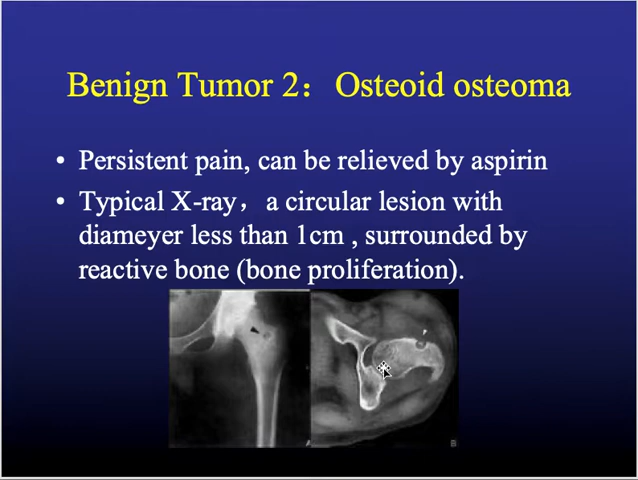 Benign Tumor 2： Osteoid osteoma
• Persistent pain, can be relieved by aspirin
• Typical X-ray， a circular lesion with
diameyer less than 1cm , surrounded by
reactive bone (bone proliferation).